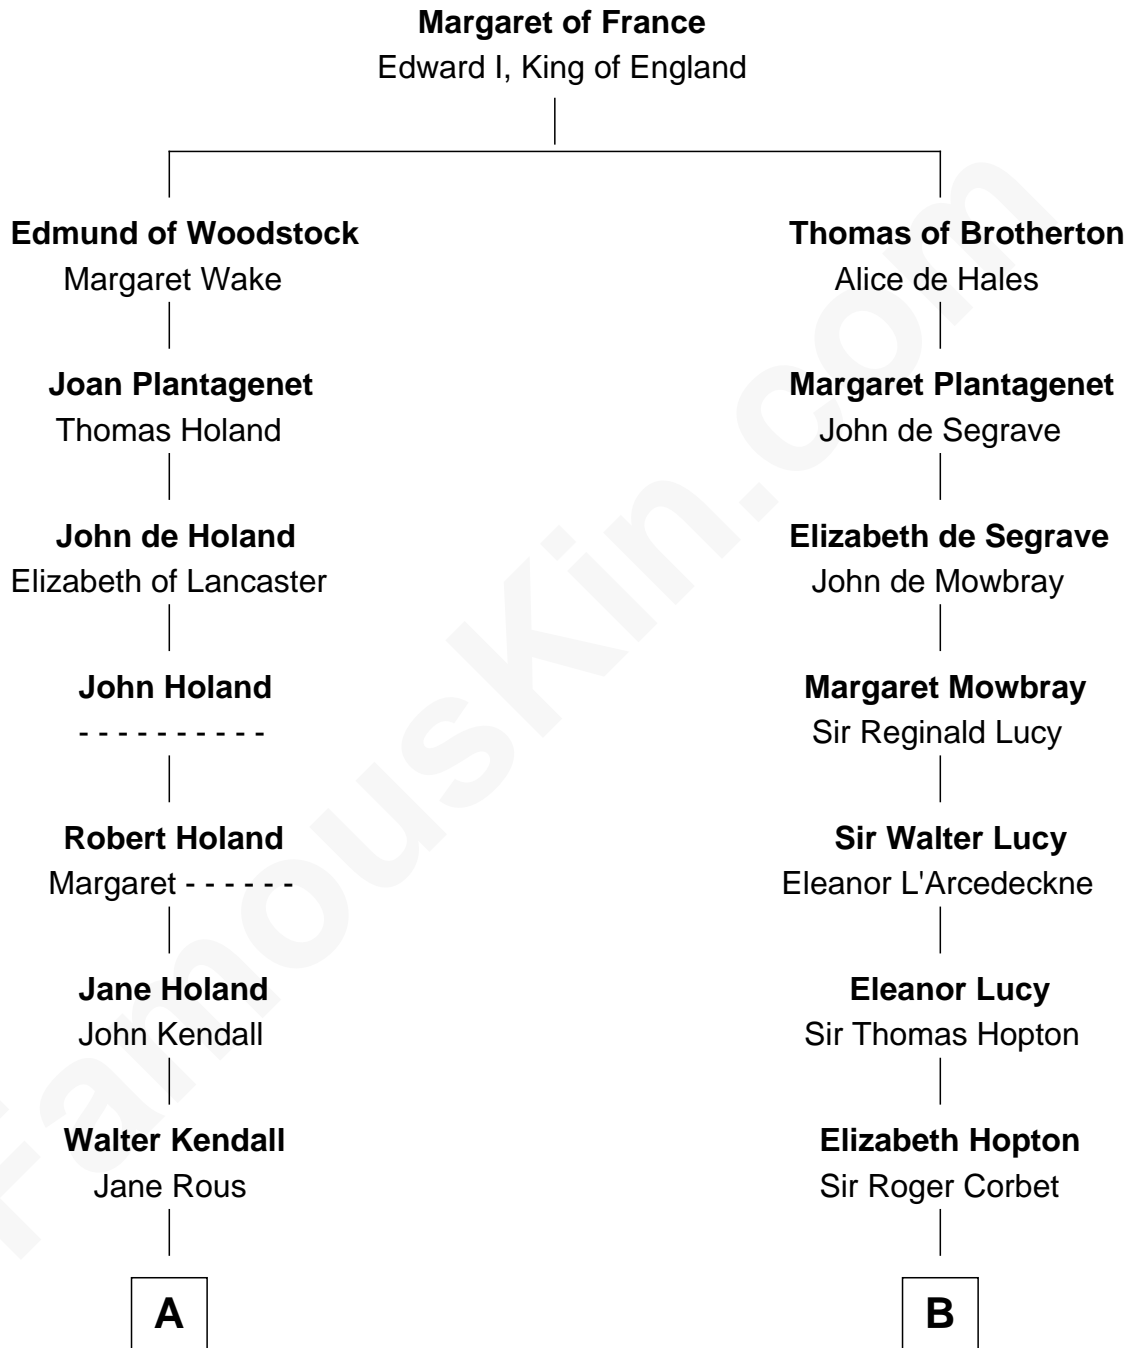 Margaret of France
Edward I, King of England
Edmund of Woodstock
Margaret Wake
Thomas of Brotherton
Alice de Hales
Joan Plantagenet
Thomas Holand
Margaret Plantagenet
John de Segrave
John de Holand
Elizabeth of Lancaster
Elizabeth de Segrave
John de Mowbray
John Holand
- - - - - - - - - -
Margaret Mowbray
Sir Reginald Lucy
Robert Holand
Margaret - - - - - -
Sir Walter Lucy
Eleanor L'Arcedeckne
Jane Holand
John Kendall
Eleanor Lucy
Sir Thomas Hopton
Walter Kendall
Jane Rous
Elizabeth Hopton
Sir Roger Corbet
A
B
FamousKin.com